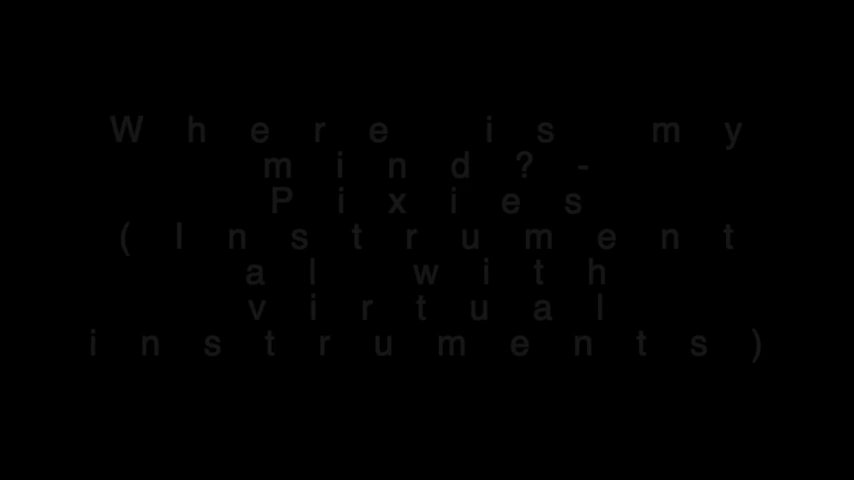 Where is my
mind? -
Pixies
(Instrument
al with
virtual
instruments)